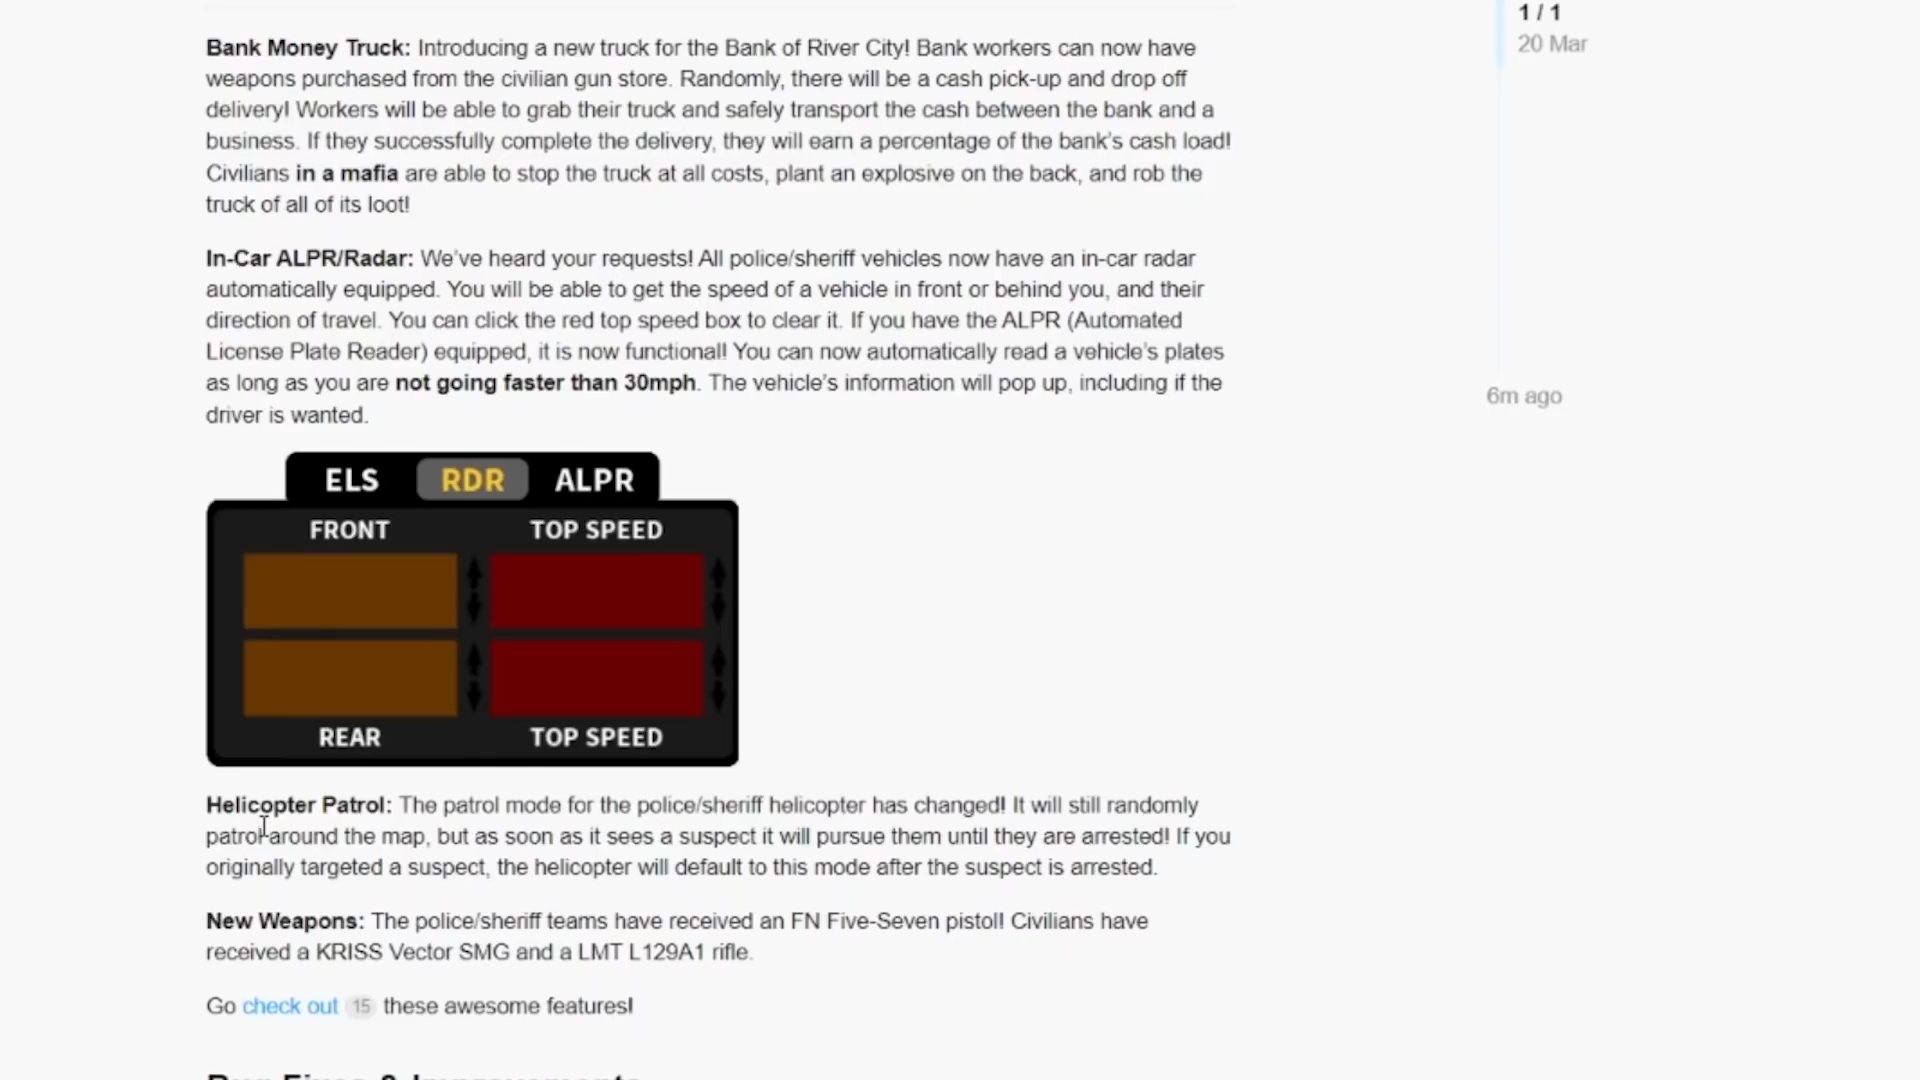 1 / 1
20 Mar
Bank Money Truck: Introducing a new truck for the Bank of River City! Bank workers can now have
weapons purchased from the civilian gun store. Randomly, there will be a cash pick-up and drop off
delivery! Workers will be able to grab their truck and safely transport the cash between the bank and a
business. If they successfully complete the delivery, they will earn a percentage of the bank's cash load!
Civilians in a mafia are able to stop the truck at all costs, plant an explosive on the back, and rob the
truck of all of its loot!
In-Car ALPR/Radar: We've heard your requests! All police/sheriff vehicles now have an in-car radar
automatically equipped. You will be able to get the speed of a vehicle in front or behind you, and their
direction of travel. You can click the red top speed box to clear it. If you have the ALPR (Automated
License Plate Reader) equipped, it is now functional! You can now automatically read a vehicle's plates
as long as you are not going faster than 30mph. The vehicle's information will pop up, including if the
driver is wanted.
6m ago
ELS RDR ALPR
FRONT TOP SPEED
REAR TOP SPEED
Helicopter Patrol: The patrol mode for the police/sheriff helicopter has changed! It will still randomly
patrol around the map, but as soon as it sees a suspect it will pursue them until they are arrested! If you
originally targeted a suspect, the helicopter will default to this mode after the suspect is arrested.
New Weapons: The police/sheriff teams have received an FN Five-Seven pistol! Civilians have
received a KRISS Vector SMG and a LMT L129A1 rifle.
Go check out 15 these awesome features!